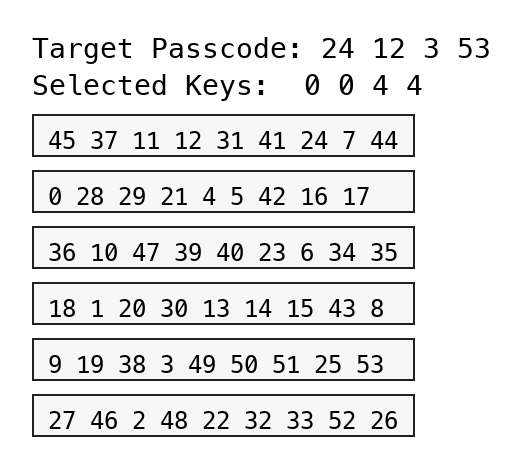 Target Passcode: 24 12 3 53
Selected Keys: 0 0 4 4
45 37 11 12 31 41 24 7 44
0 28 29 21 4 5 42 16 17
36 10 47 39 40 23 6 34 35
18 1 20 30 13 14 15 43 8
9 19 38 3 49 50 51 25 53
27 46 2 48 22 32 33 52 26